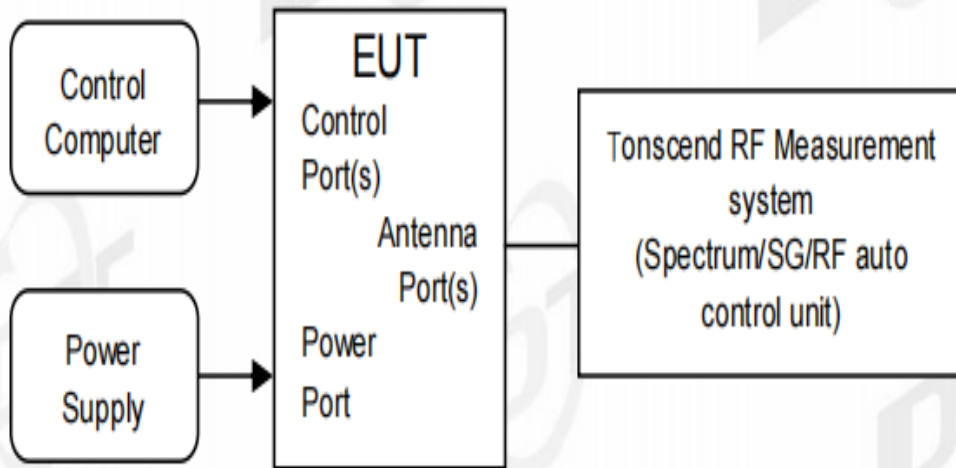 Control
Computer
EUT
Control
Port(s)
Antenna
Port(s)
Power
Port
Power
Supply
Tonscend RF Measurement
system
(Spectrum/SG/RF auto
control unit)